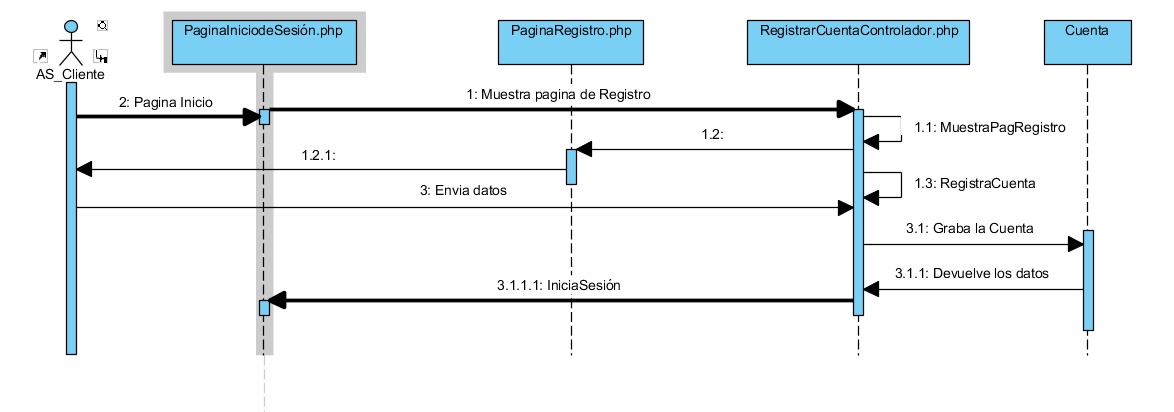 PaginaIniciodeSesión.php
PaginaRegistro.php
RegistrarCuentaControlador.php
Cuenta
AS_Cliente
2: Pagina Inicio
1: Muestra pagina de Registro
1.1: MuestraPagRegistro
1.2:
1.2.1:
1.3: RegistraCuenta
3: Envia datos
3.1: Graba la Cuenta
3.1.1: Devuelve los datos
3.1.1.1: IniciaSesión